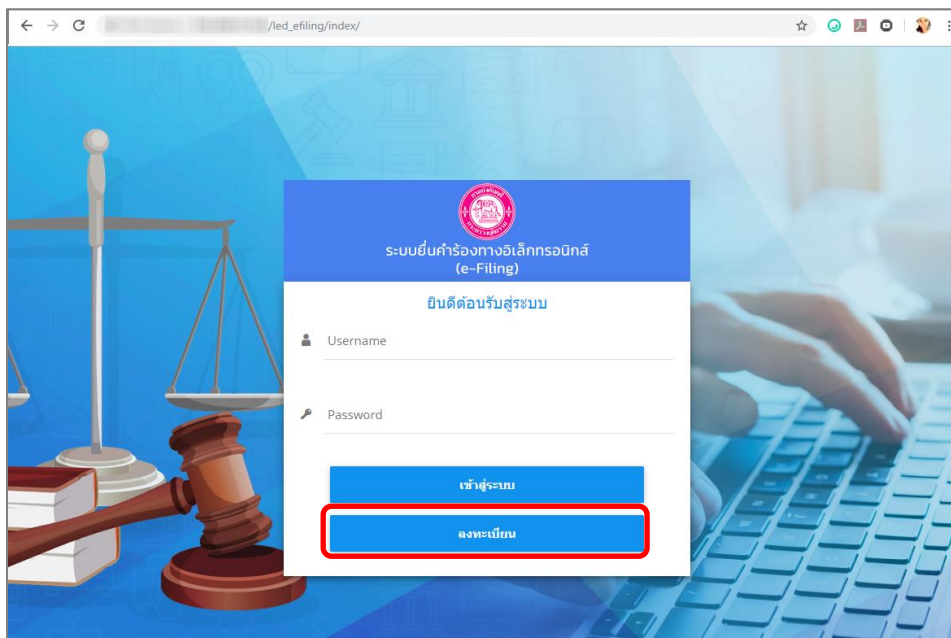 /led_efiling/index/
ระบบยื่นคำร้องทางอิเล็กทรอนิกส์
(e-Filing)
ยินดีต้อนรับสู่ระบบ
Username
Password
เข้าสู่ระบบ
ลงทะเบียน